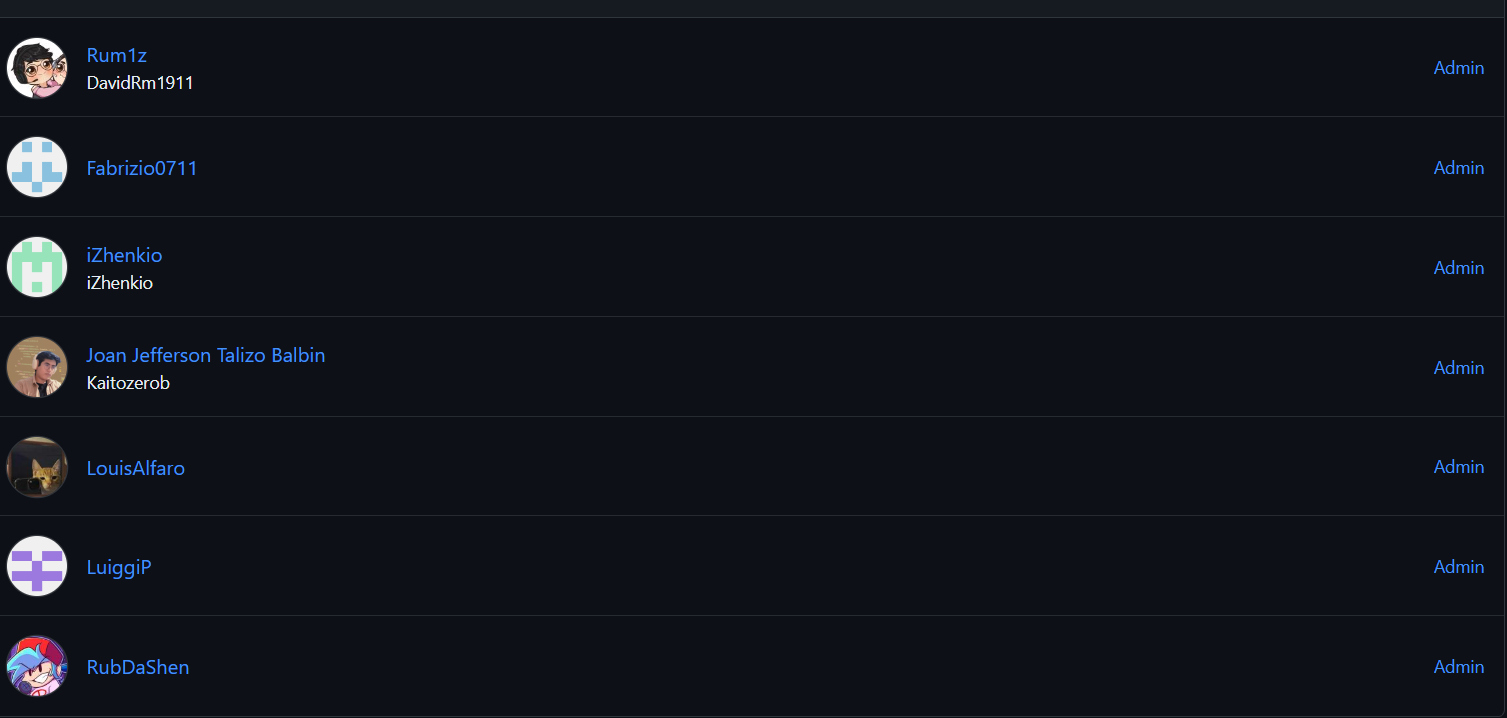 Rum1z
DavidRm1911
Admin
Fabrizio0711
Admin
iZhenkio
iZhenkio
Admin
Joan Jefferson Talizo Balbin
Kaitozerob
Admin
LouisAlfaro
Admin
LuiggiP
Admin
RubDaShen
Admin